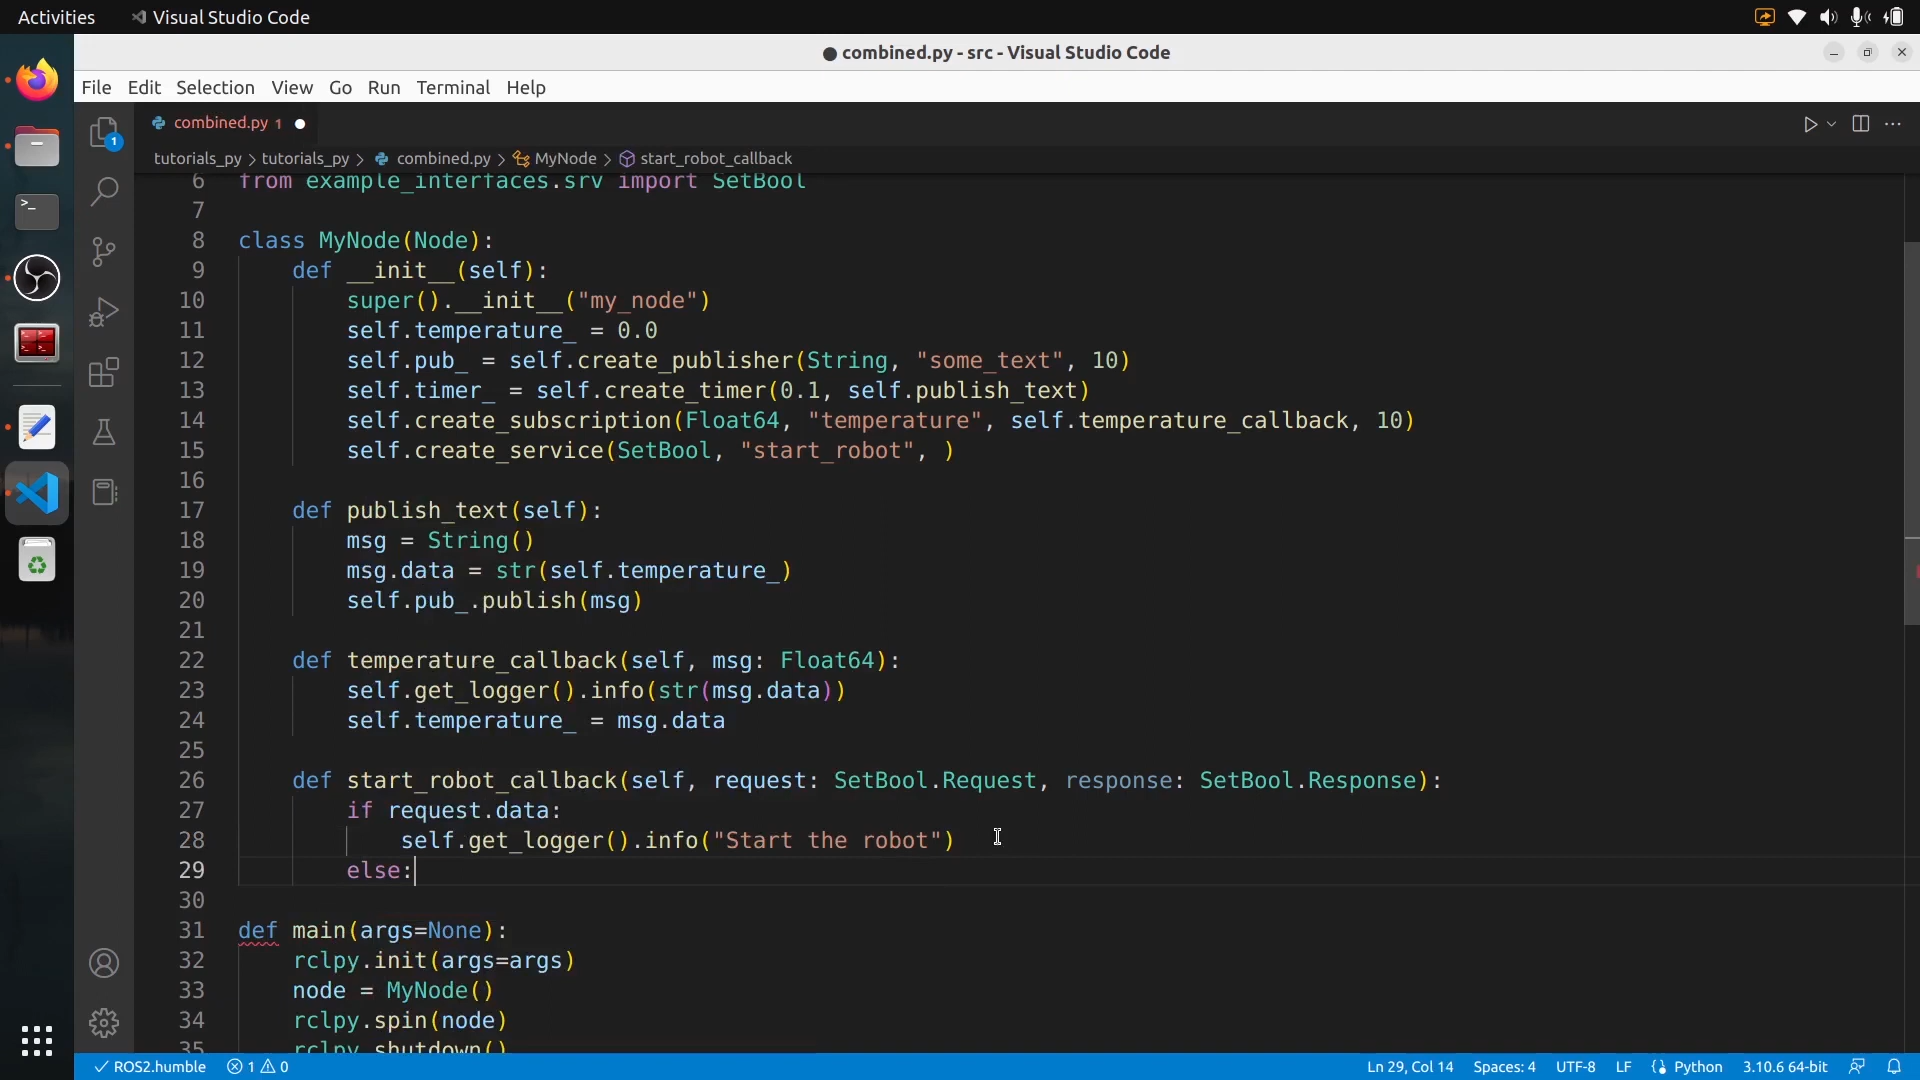 Activities Visual Studio Code
combined.py - src - Visual Studio Code
File Edit Selection View Go Run Terminal Help
combined.py 1
tutorials_py > tutorials_py > combined.py > MyNode > start_robot_callback
1
6 from example_interfaces.srv import SetBool
7
8 class MyNode(Node):
9     def __init__(self):
10         super().__init__("my_node")
11         self.temperature_ = 0.0
12         self.pub_ = self.create_publisher(String, "some_text", 10)
13         self.timer_ = self.create_timer(0.1, self.publish_text)
14         self.create_subscription(Float64, "temperature", self.temperature_callback, 10)
15         self.create_service(SetBool, "start_robot", )
16
17     def publish_text(self):
18         msg = String()
19         msg.data = str(self.temperature_)
20         self.pub_.publish(msg)
21
22     def temperature_callback(self, msg: Float64):
23         self.get_logger().info(str(msg.data))
24         self.temperature_ = msg.data
25
26     def start_robot_callback(self, request: SetBool.Request, response: SetBool.Response):
27         if request.data:
28             self.get_logger().info("Start the robot")
29         else:
30
31 def main(args=None):
32     rclpy.init(args=args)
33     node = MyNode()
34     rclpy.spin(node)
35     rclpy.shutdown()
ROS2.humble 1 0 Ln 29, Col 14 Spaces: 4 UTF-8 LF Python 3.10.6 64-bit